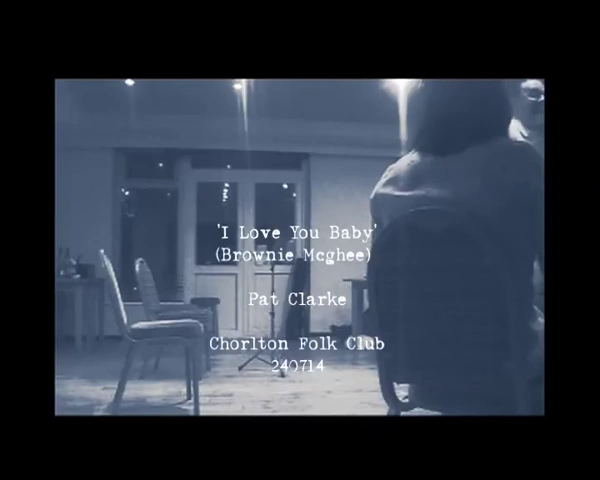 'I Love You Baby'
(Brownie Mcghee)
Pat Clarke
Chorlton Folk Club
240714